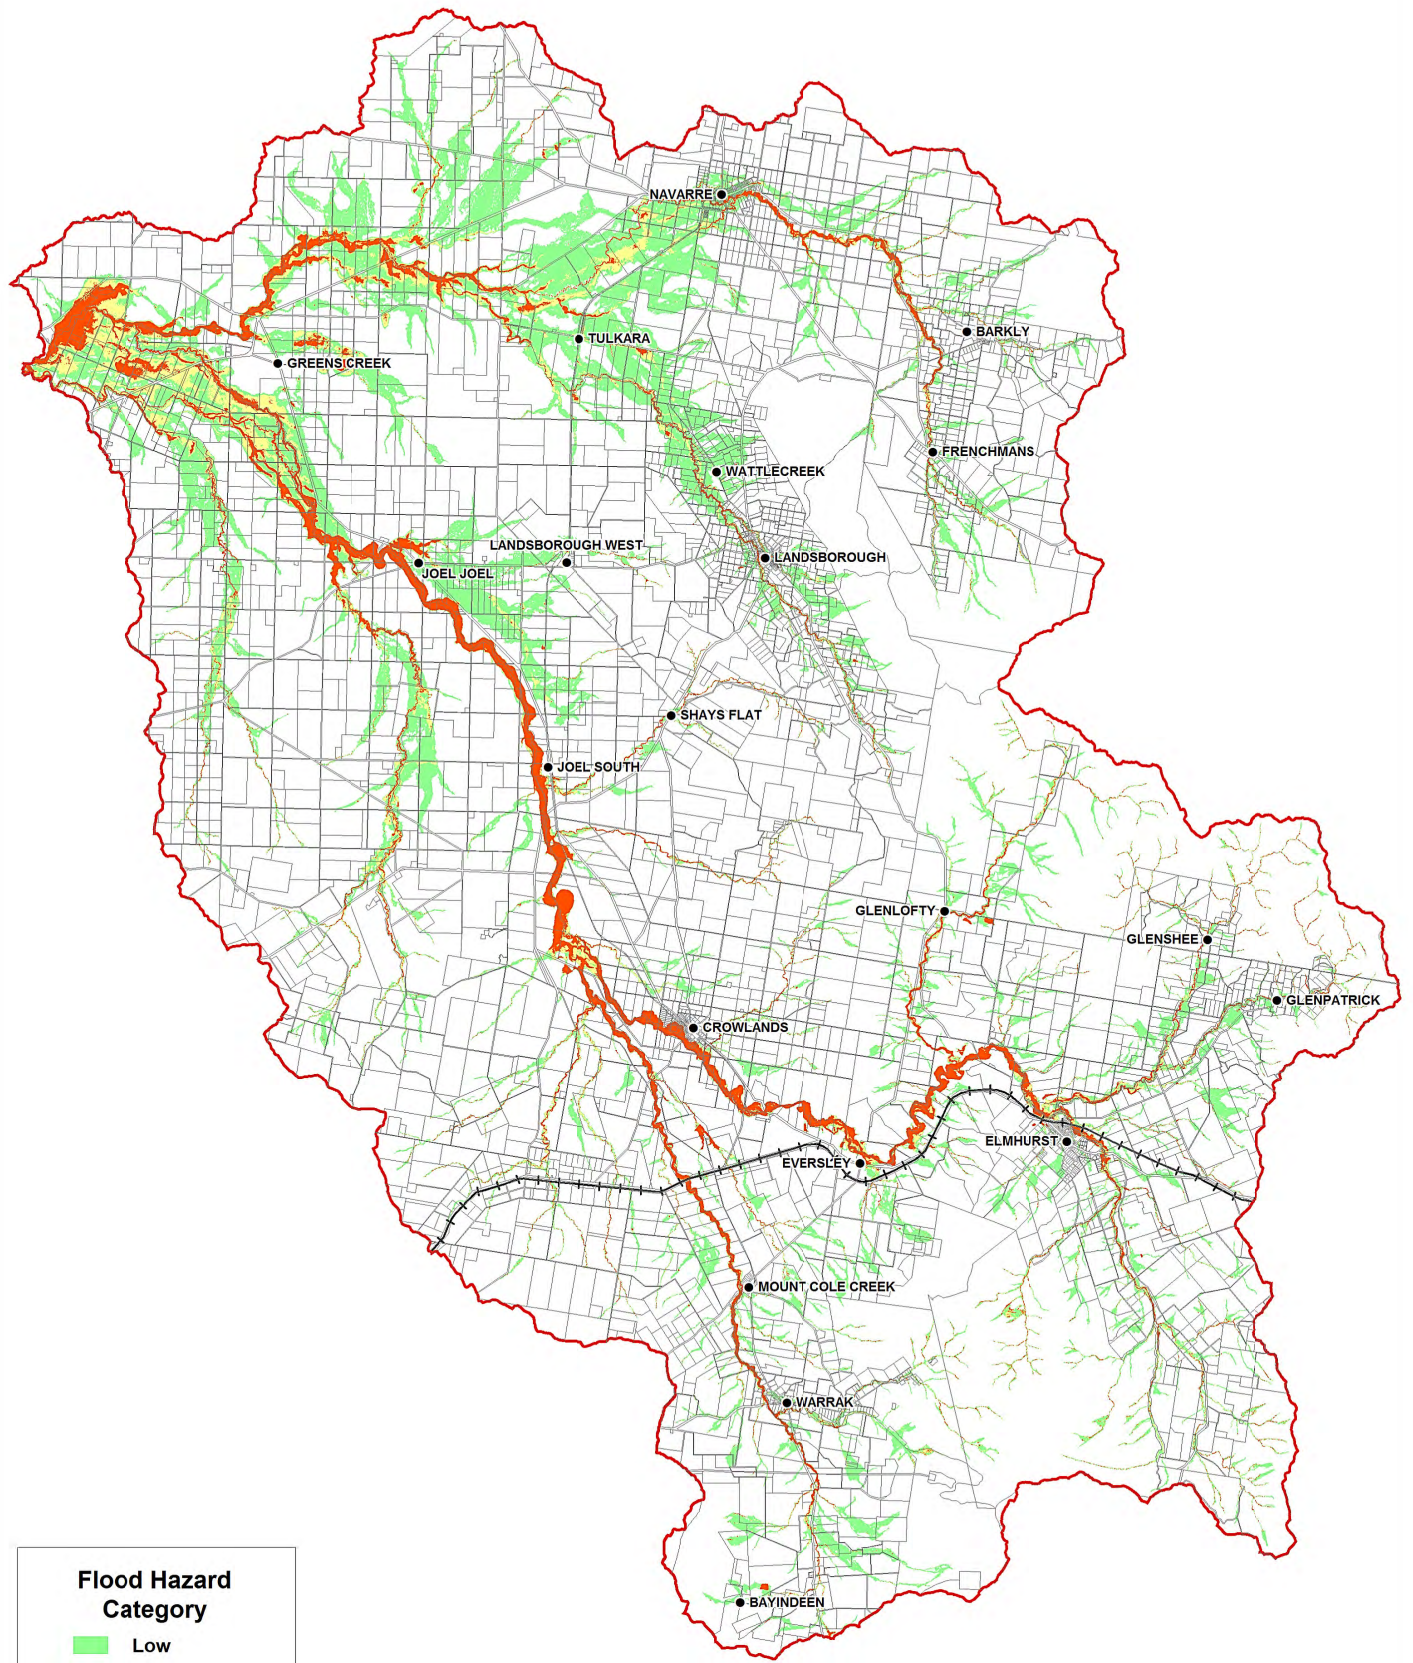 NAVARRE
BARKLY
TULKARA
GREENS CREEK
FRENCHMANS
WATTLECREEK
LANDSBOROUGH WEST
LANDSBOROUGH
JOEL JOEL
SHAYS FLAT
JOEL SOUTH
GLENLOFTY
GLENSHEE
GLENPATRICK
CROWLANDS
ELMHURST
EVERSLEY
MOUNT COLE CREEK
WARRAK
BAYINDEEN
Flood Hazard
Category
Low